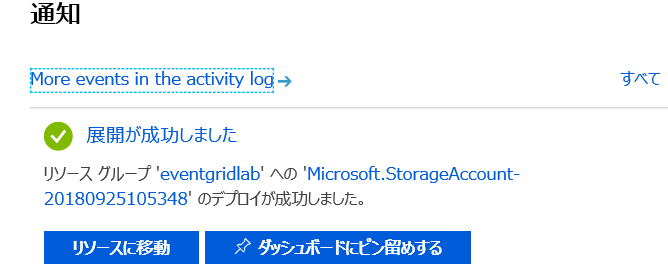 通知
More events in the activity log →
すべて
展開が成功しました
リソース グループ 'eventgridlab' への 'Microsoft.StorageAccount-
20180925105348' のデプロイが成功しました。
リソースに移動
ダッシュボードにピン留めする